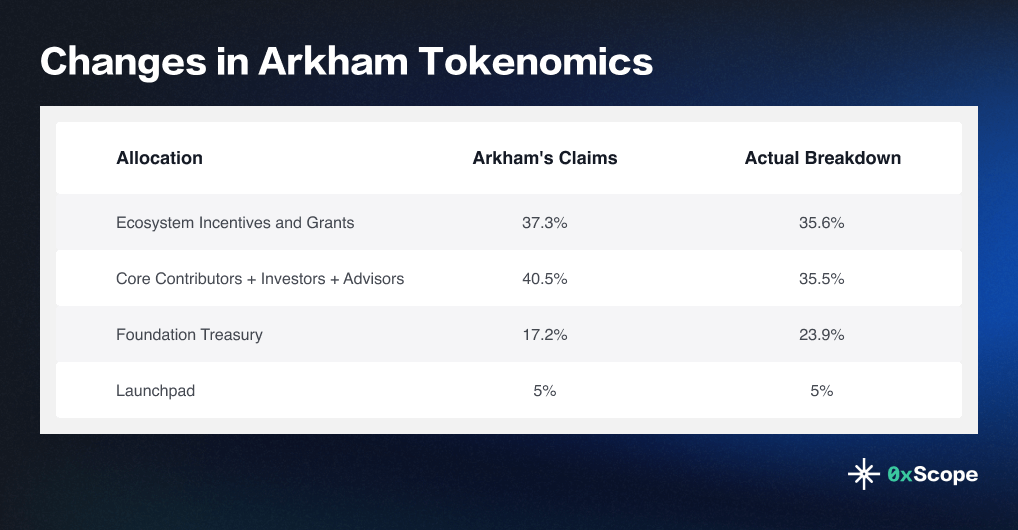 Changes in Arkham Tokenomics
Allocation Arkham's Claims Actual Breakdown
Ecosystem Incentives and Grants 37.3% 35.6%
Core Contributors + Investors + Advisors 40.5% 35.5%
Foundation Treasury 17.2% 23.9%
Launchpad 5% 5%
0xScope